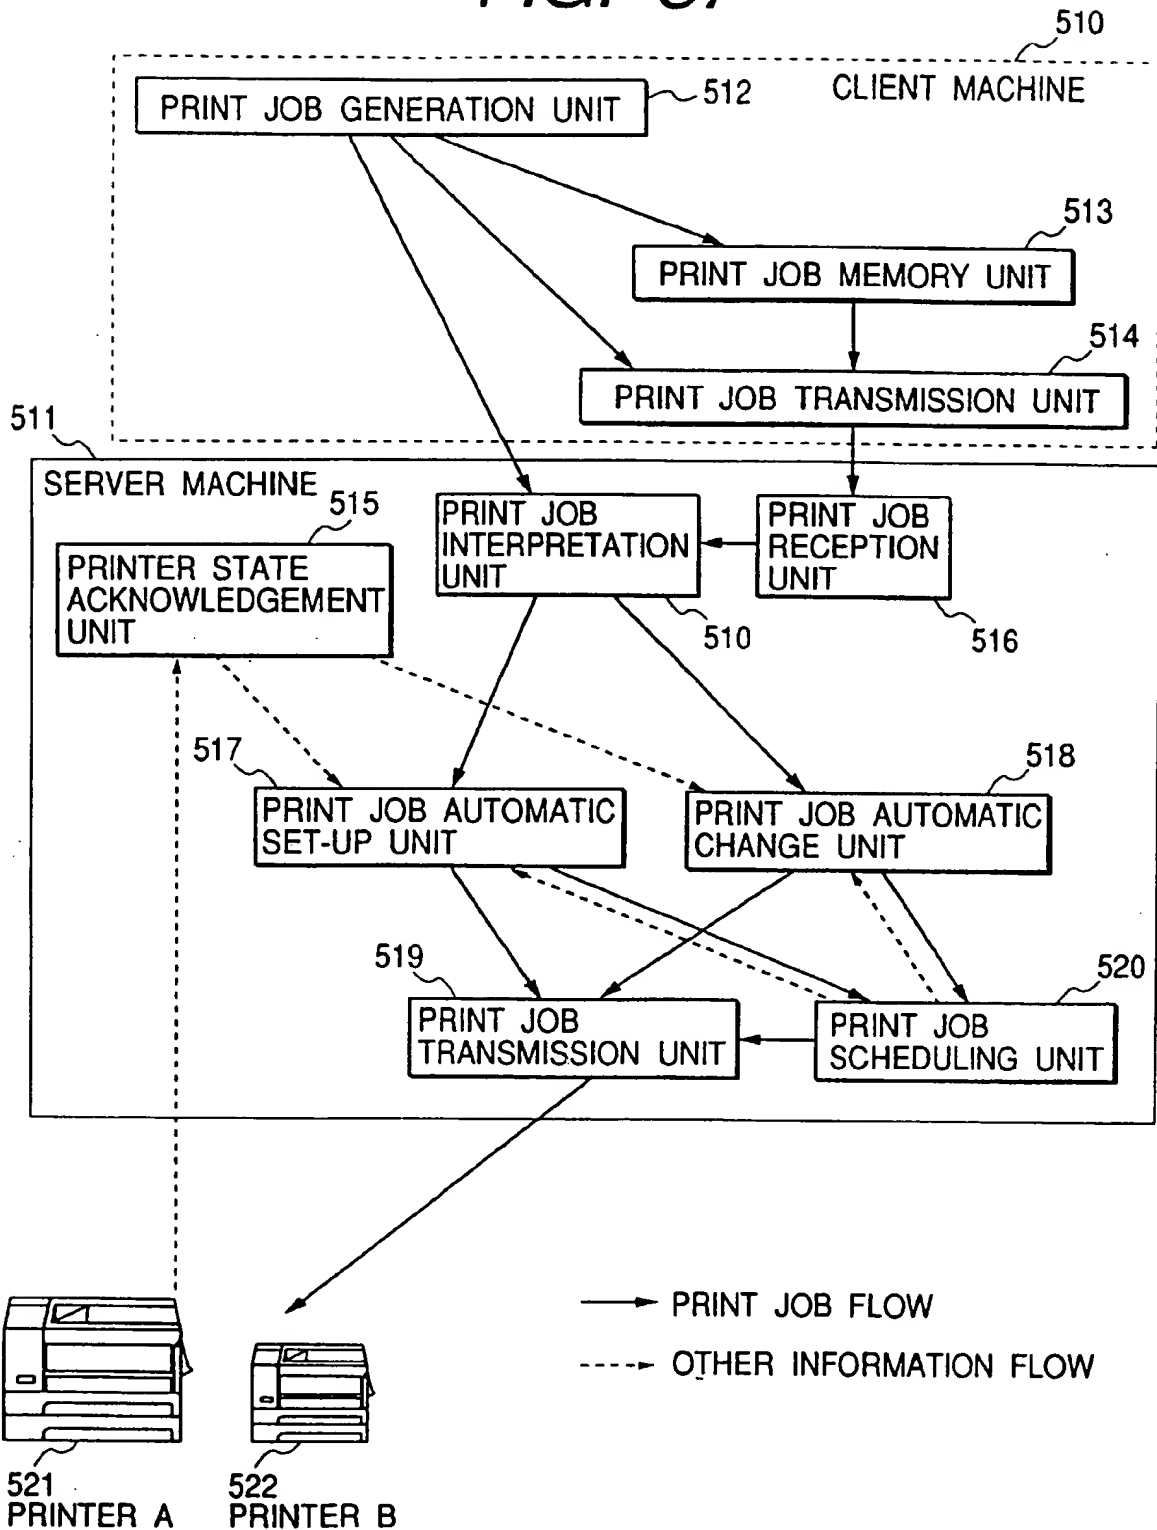 510
CLIENT MACHINE
PRINT JOB GENERATION UNIT
512
513
PRINT JOB MEMORY UNIT
514
PRINT JOB TRANSMISSION UNIT
511
SERVER MACHINE
515
PRINTER STATE
ACKNOWLEDGEMENT
UNIT
PRINT JOB
INTERPRETATION
UNIT
510
PRINT JOB
RECEPTION
UNIT
516
517
PRINT JOB AUTOMATIC
SET-UP UNIT
518
PRINT JOB AUTOMATIC
CHANGE UNIT
519
PRINT JOB
TRANSMISSION UNIT
520
PRINT JOB
SCHEDULING UNIT
PRINT JOB FLOW
OTHER INFORMATION FLOW
521
PRINTER A
522
PRINTER B